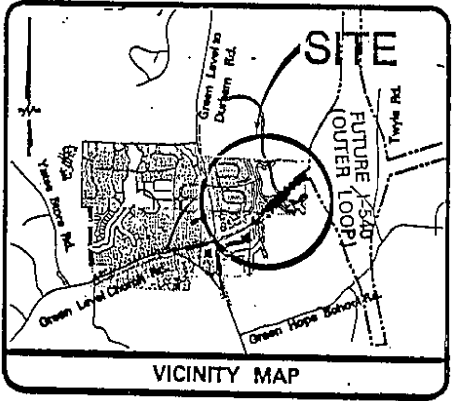 SITE
Green Level to
Durham Rd.
FUTURE I-540
(OUTER LOOP)
Twyla Rd.
Yates Store Rd.
Green Level Church Rd.
Green Hope School Rd.
VICINITY MAP